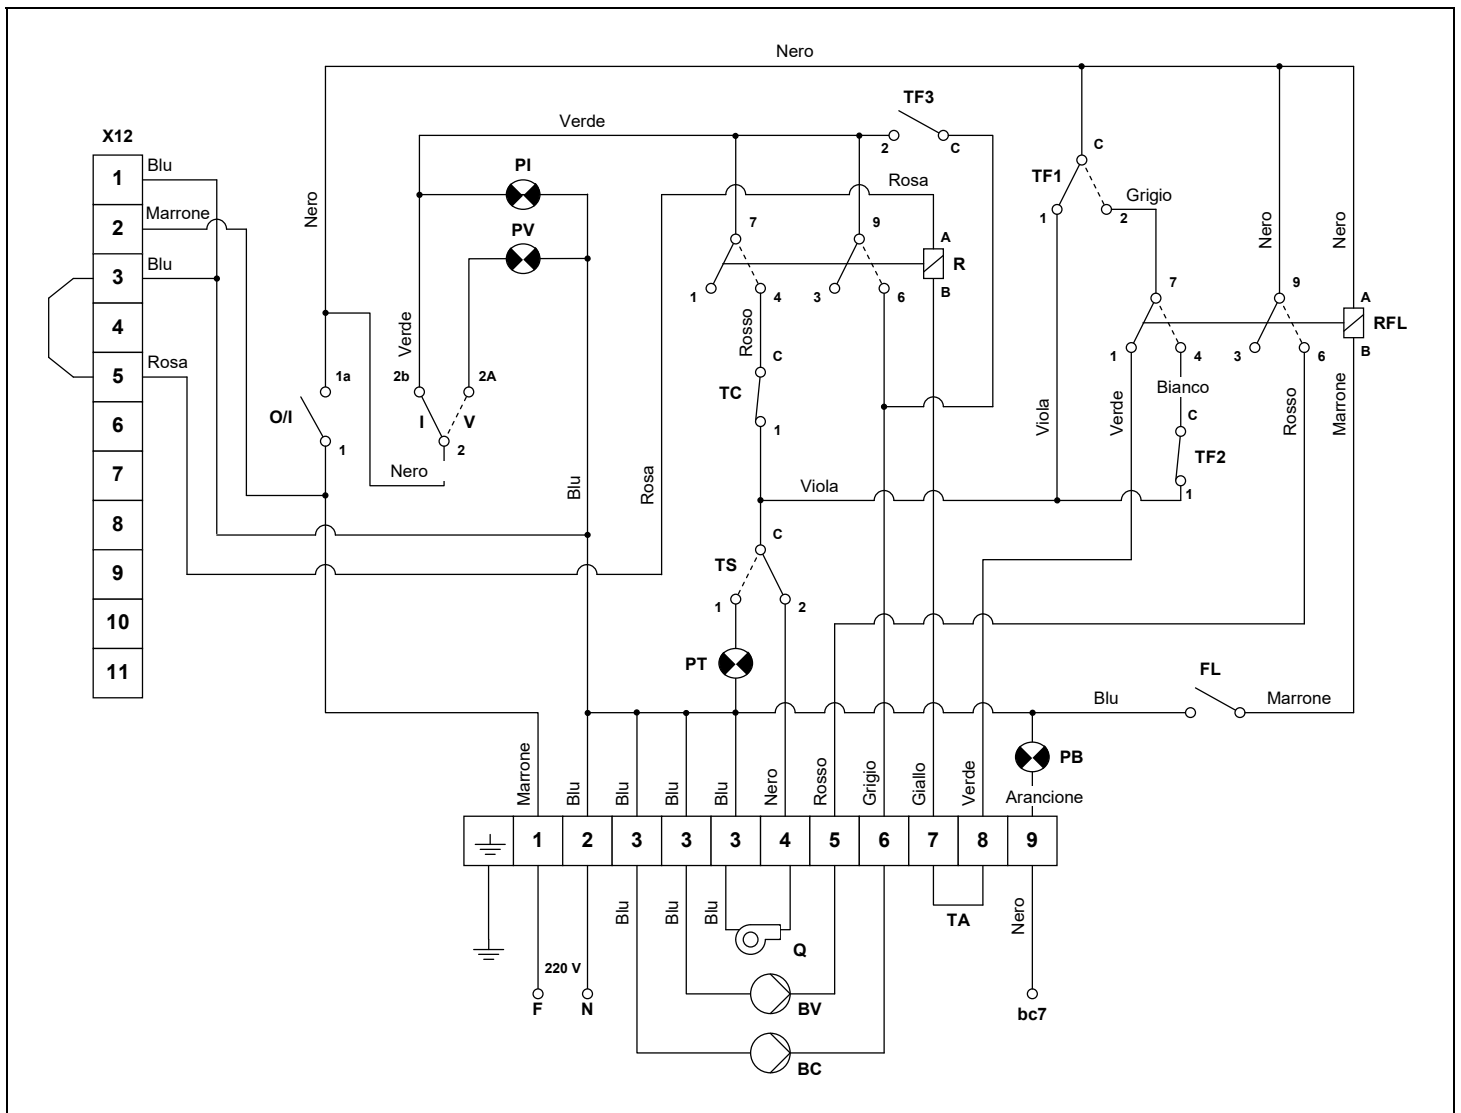 Nero
TF3
Verde
X12
Blu
1
PI
C
Rosa
TF1
2
C
Marrone
2
Nero
PV
7
9
A
1
2
Grigio
Nero
Nero
Blu
3
R
1
4
3
6
B
7
9
A
4
Verde
Rosso
RFL
Rosa
5
2b
2A
C
1
4
3
6
B
1a
TC
Bianco
6
O/I
I
V
1
Viola
Verde
C
Rosso
Marrone
1
2
TF2
7
Nero
Blu
Rosa
Viola
1
8
C
9
TS
1
2
10
11
PT
FL
Blu
Marrone
Marrone
Blu
Blu
Blu
Blu
Nero
Rosso
Grigio
Giallo
Verde
PB
Arancione
1
2
3
3
3
4
5
6
7
8
9
Blu
Blu
Blu
Q
TA
Nero
220 V
F
N
BV
bc7
BC